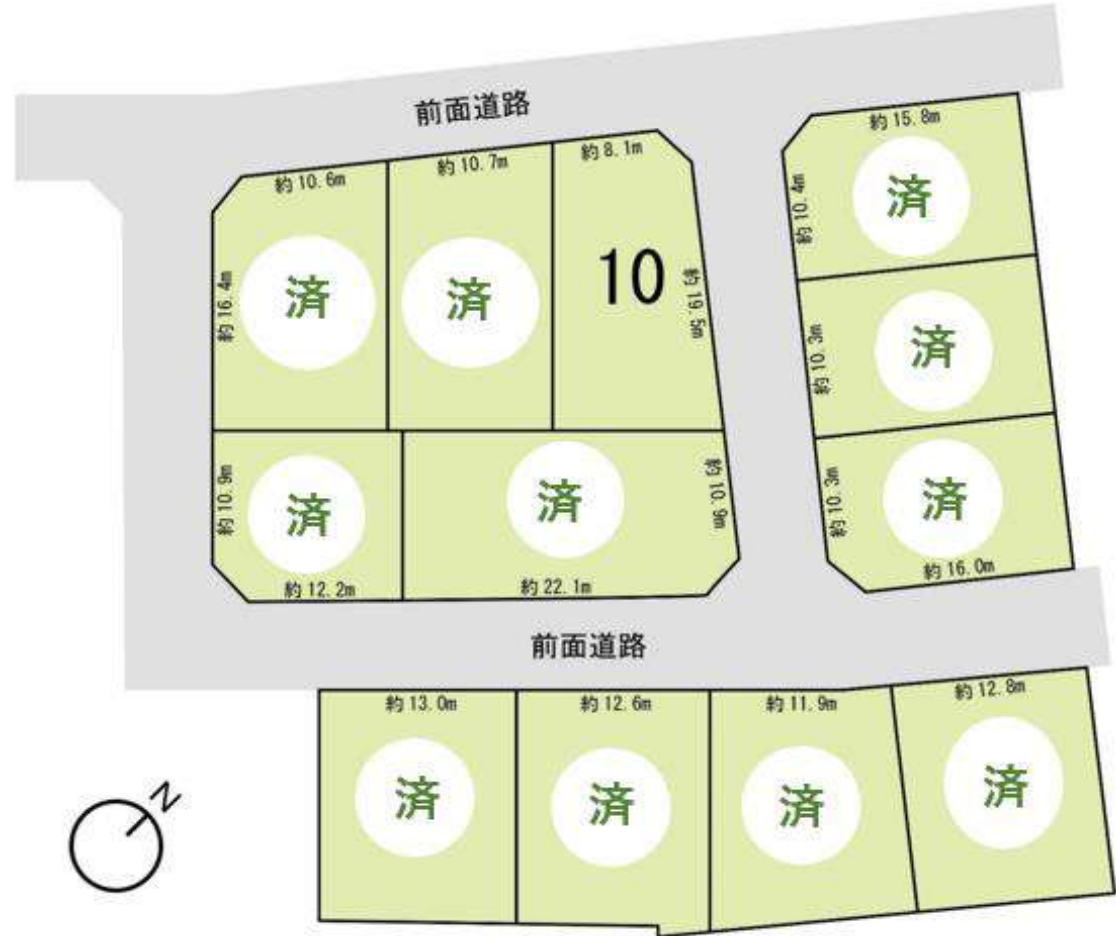 前面道路
約15.8m
約10.6m
約10.7m
約8.1m
済
約10.4m
済
済
10
約16.4m
約19.5m
済
約10.3m
済
約10.9m
済
約10.9m
済
約10.3m
約12.2m
約22.1m
約16.0m
前面道路
約13.0m
約12.6m
約11.9m
約12.8m
済
済
済
済
N